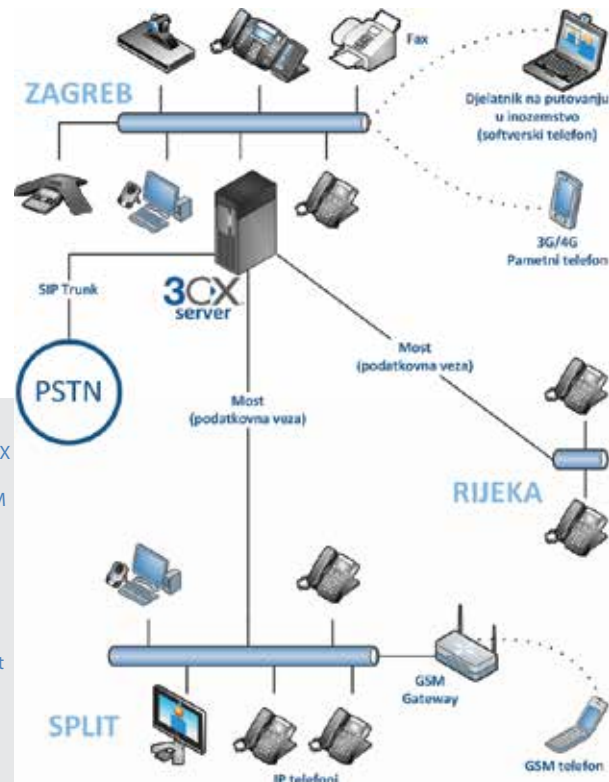 Fax
ZAGREB
Djelatnik na putovanju
u inozemstvo
(softverski telefon)
3G/4G
Pametni telefon
SIP Trunk
3CX
server
PSTN
Most
(podatkovna veza)
Most
(podatkovna veza)
X
M
RIJEKA
t
GSM
Gateway
SPLIT
IP telefoni
GSM telefon